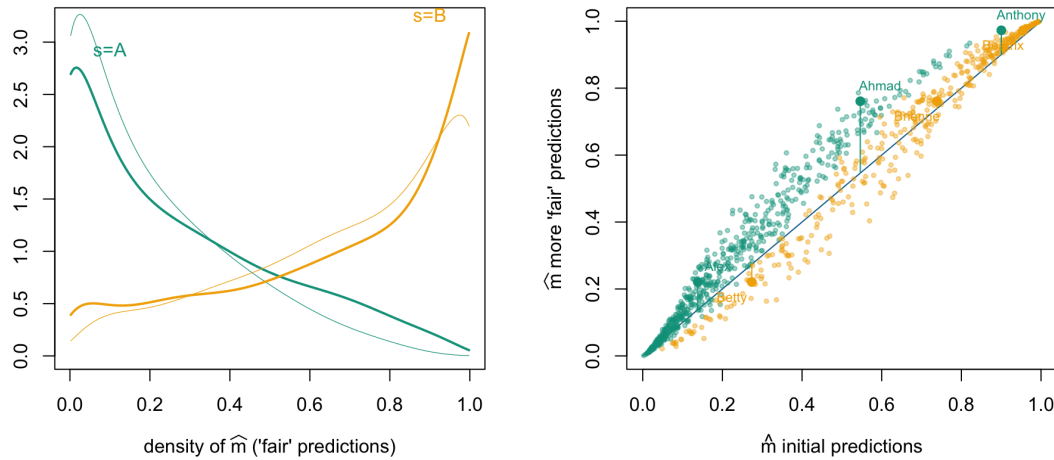 s=A
s=B
3.0
2.5
2.0
1.5
1.0
0.5
0.0
0.0 0.2 0.4 0.6 0.8 1.0
density of m̂ ('fair' predictions)
Anthony
Beatrix
Ahmad
Brienne
Alex
Betty
1.0
0.8
0.6
0.4
0.2
0.0
m̂ more 'fair' predictions
0.0 0.2 0.4 0.6 0.8 1.0
m̂ initial predictions